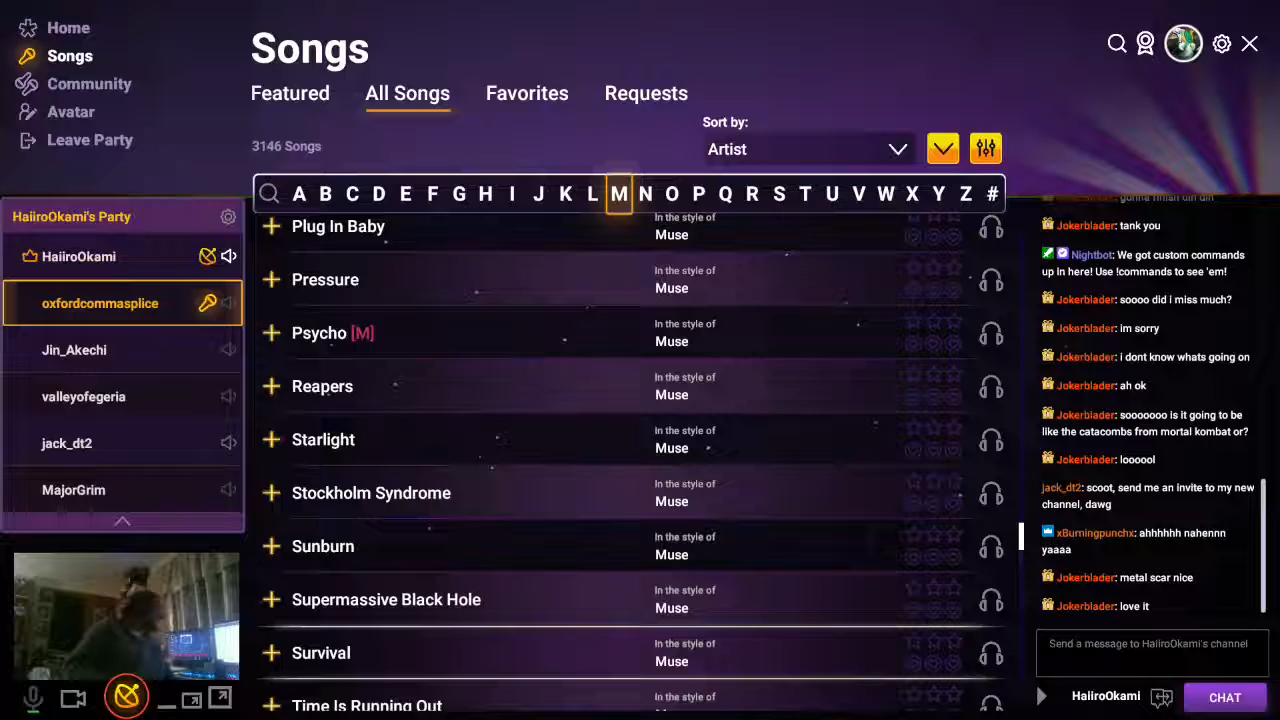 Home
Songs
Community
Avatar
Leave Party
Songs
Featured
All Songs
Favorites
Requests
3146 Songs
Sort by:
Artist
A B C D E F G H I J K L M N O P Q R S T U V W X Y Z #
HaiiroOkami's Party
HaiiroOkami
oxfordcommasplice
Jin_Akechi
valleyofegeria
jack_dt2
MajorGrim
Plug In Baby
In the style of
Muse
Pressure
In the style of
Muse
Psycho [M]
In the style of
Muse
Reapers
In the style of
Muse
Starlight
In the style of
Muse
Stockholm Syndrome
In the style of
Muse
Sunburn
In the style of
Muse
Supermassive Black Hole
In the style of
Muse
Survival
In the style of
Muse
Time Is Running Out
In the style of
Jokerblader: tank you
Nightbot: We got custom commands
up in here! Use !commands to see 'em!
Jokerblader: soooo did i miss much?
Jokerblader: im sorry
Jokerblader: i dont know whats going on
Jokerblader: ah ok
Jokerblader: sooooooo is it going to be
like the catacombs from mortal kombat or?
Jokerblader: loooool
jack_dt2: scoot, send me an invite to my new
channel, dawg
xBurningpunchx: ahhhhhh nahennn
yaaaa
Jokerblader: metal scar nice
Jokerblader: love it
Send a message to HaiiroOkami's channel
HaiiroOkami
CHAT